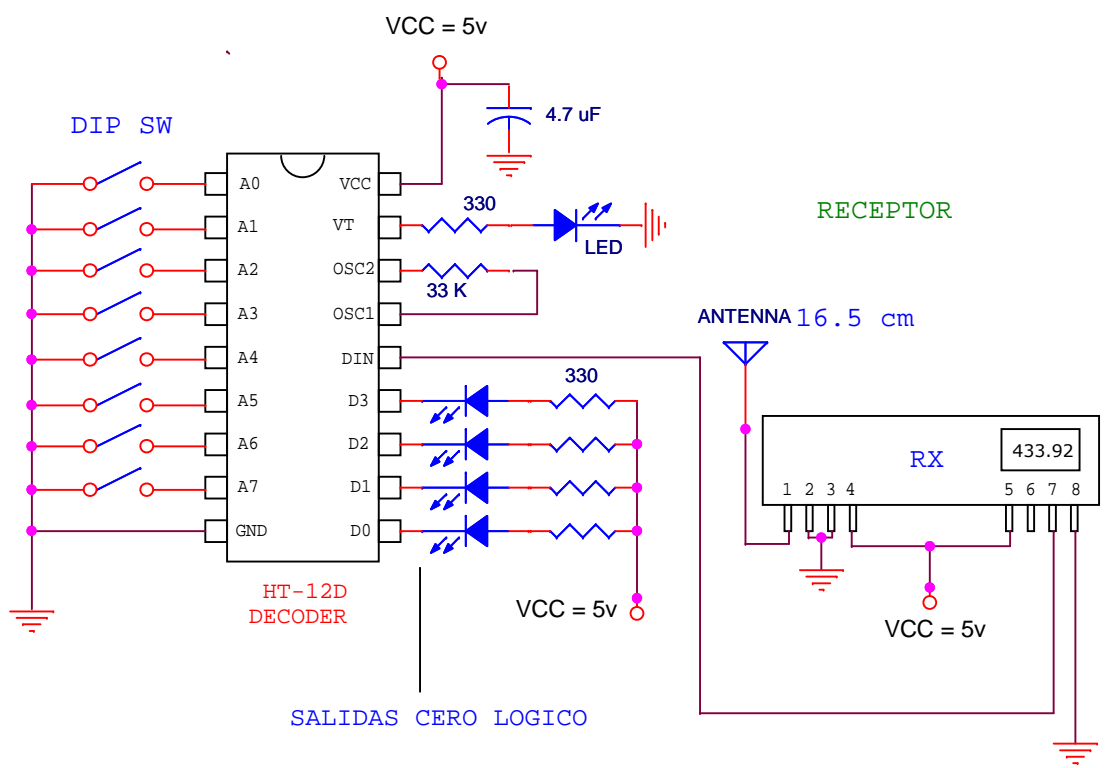 VCC = 5v
4.7 uF
DIP SW
A0 VCC
330
A1 VT
LED
RECEPTOR
A2 OSC2
33 K
A3 OSC1
ANTENNA 16.5 cm
A4 DIN
330
A5 D3
A6 D2
433.92
RX
A7 D1
1 2 3 4 5 6 7 8
GND D0
HT-12D
DECODER
VCC = 5v
VCC = 5v
SALIDAS CERO LOGICO